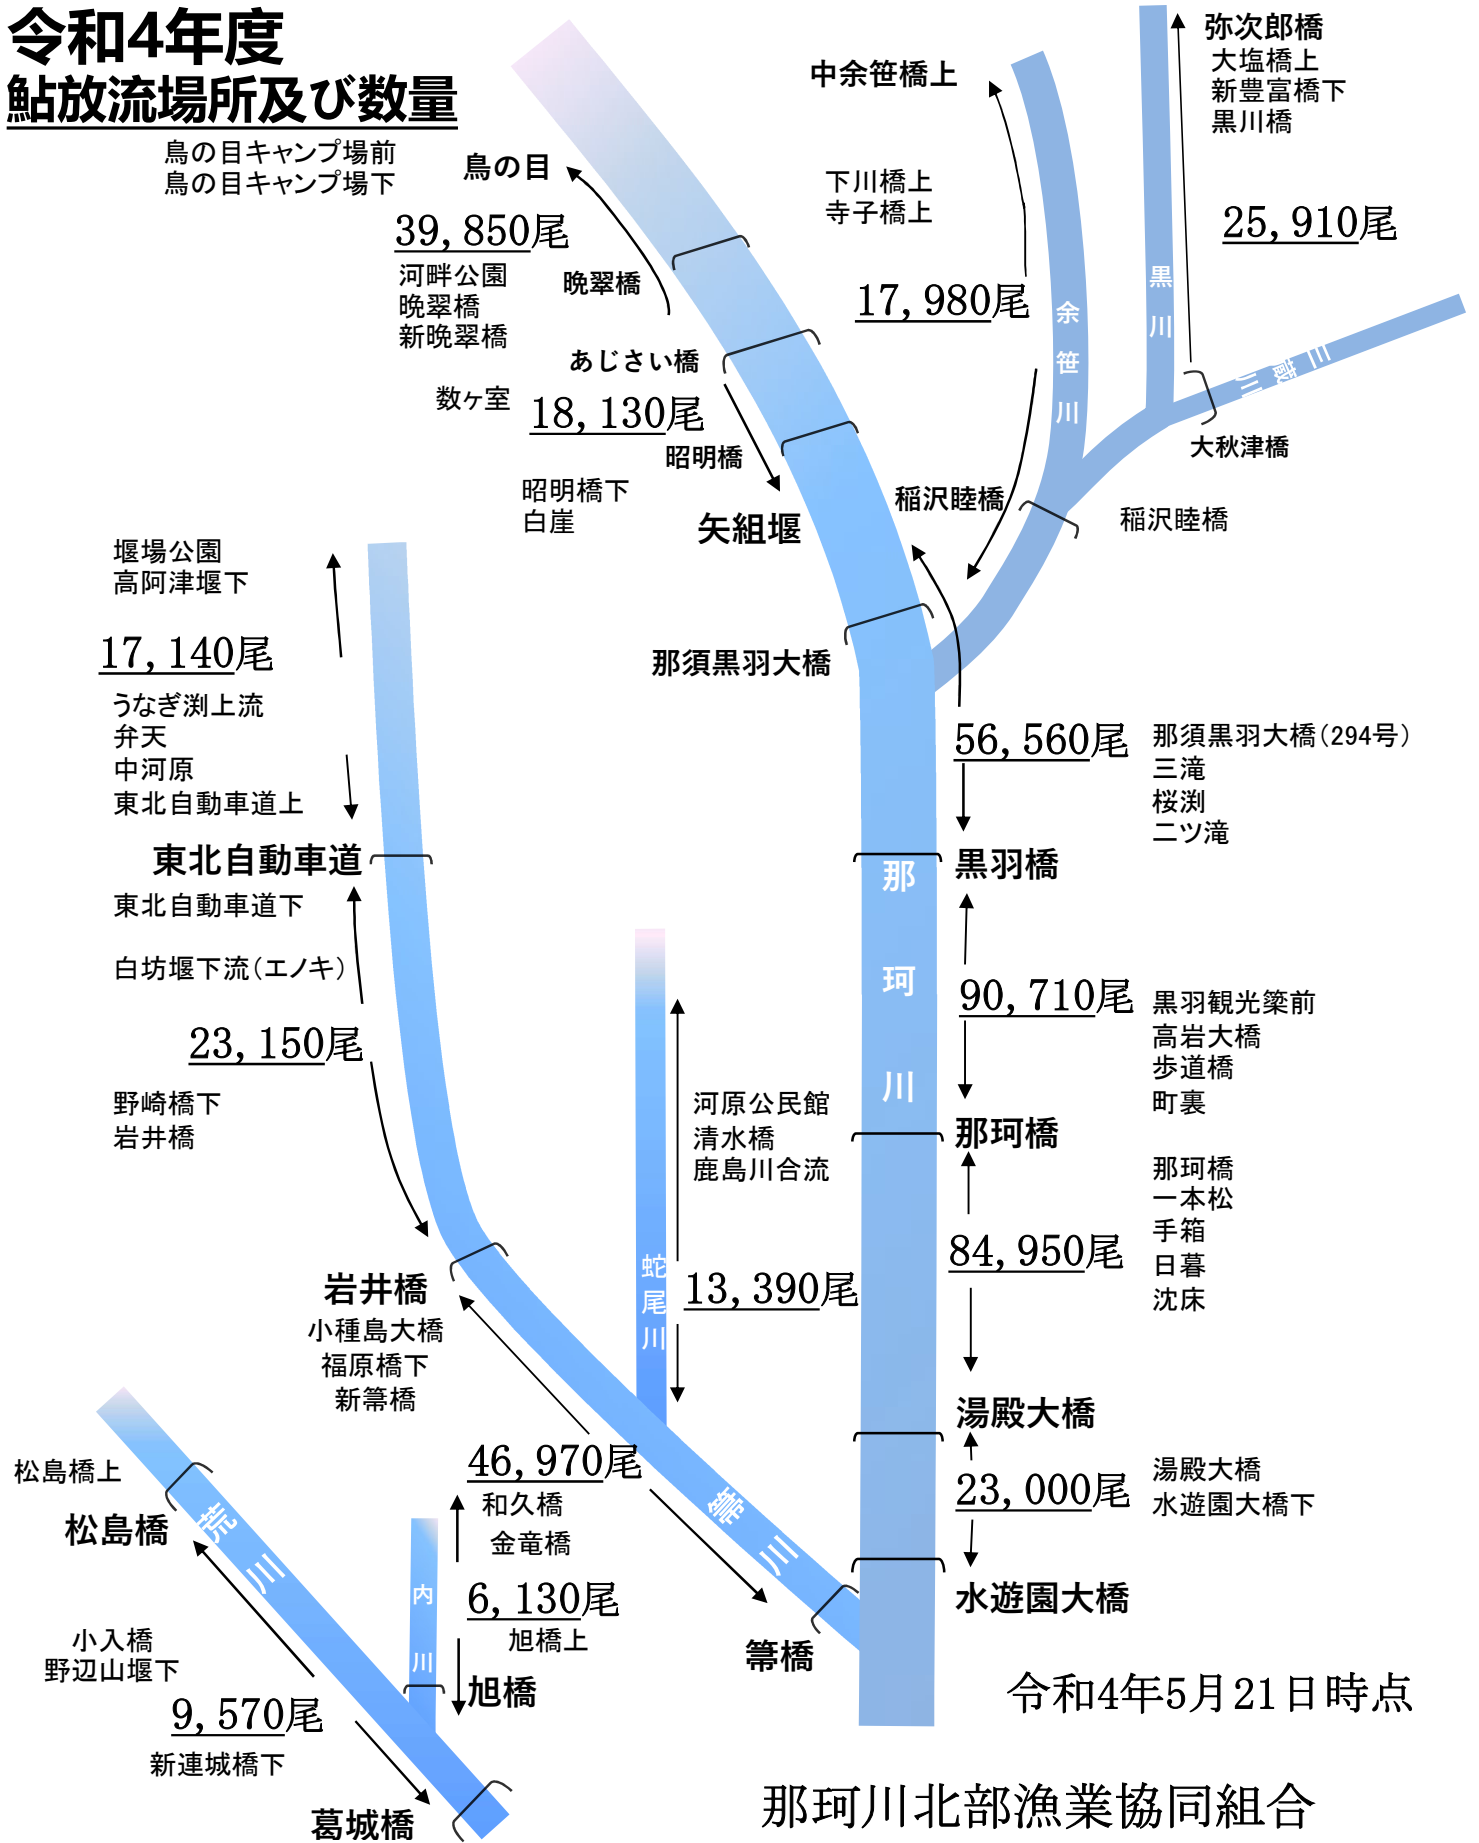 令和4年度
鮎放流場所及び数量
鳥の目キャンプ場前
鳥の目キャンプ場下
鳥の目
39,850尾
河畔公園
晩翠橋
新晩翠橋
晩翠橋
あじさい橋
数ヶ室
18,130尾
昭明橋
昭明橋下
白崖
矢組堰
中余笹橋上
下川橋上
寺子橋上
17,980尾
余笹川
弥次郎橋
大塩橋上
新豊富橋下
黒川橋
25,910尾
黒川
三蔵川
大秋津橋
稲沢睦橋
稲沢睦橋
那須黒羽大橋
56,560尾
那須黒羽大橋(294号)
三滝
桜渕
二ツ滝
黒羽橋
那珂川
90,710尾
黒羽観光簗前
高岩大橋
歩道橋
町裏
那珂橋
那珂橋
一本松
手箱
日暮
沈床
84,950尾
湯殿大橋
23,000尾
湯殿大橋
水遊園大橋下
水遊園大橋
堰場公園
高阿津堰下
17,140尾
うなぎ渕上流
弁天
中河原
東北自動車道上
東北自動車道
東北自動車道下
白坊堰下流(エノキ)
23,150尾
野崎橋下
岩井橋
岩井橋
小種島大橋
福原橋下
新箒橋
46,970尾
和久橋
金竜橋
箒川
箒橋
河原公民館
清水橋
鹿島川合流
蛇尾川
13,390尾
6,130尾
旭橋上
旭橋
内川
松島橋上
松島橋
荒川
小入橋
野辺山堰下
9,570尾
新連城橋下
葛城橋
令和4年5月21日時点
那珂川北部漁業協同組合